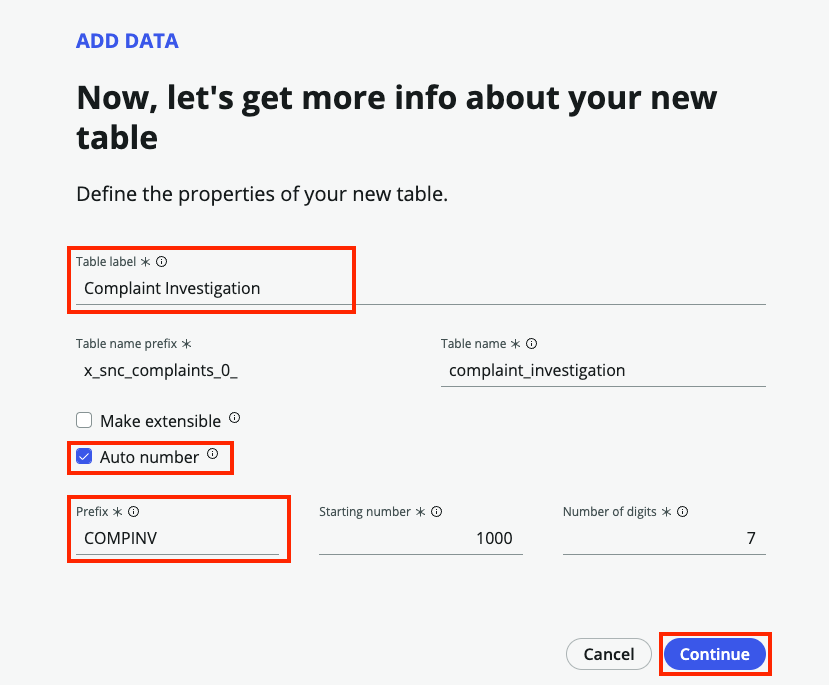 ADD DATA
Now, let's get more info about your new
table
Define the properties of your new table.
Table label *
Complaint Investigation
Table name prefix * Table name *
x_snc_complaints_0_ complaint_investigation
Make extensible
Auto number
Prefix * Starting number * Number of digits *
COMPINV 1000 7
Cancel Continue